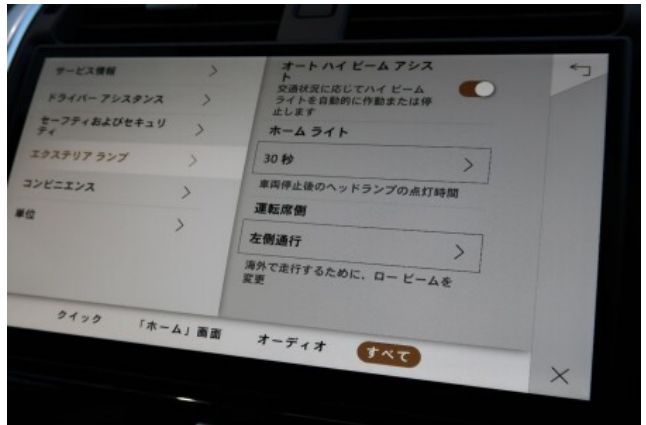 サービス情報
ドライバー アシスタンス
セーフティおよびセキュリ
ティ
エクステリア ランプ
コンビニエンス
単位
オート ハイ ビーム アシス
ト
交通状況に応じてハイ ビーム
ライトを自動的に作動または停
止します
ホーム ライト
30 秒
車両停止後のヘッドランプの点灯時間
運転席側
左側通行
海外で走行するために、ロー ビームを
変更
クイック
「ホーム」画面
オーディオ
すべて